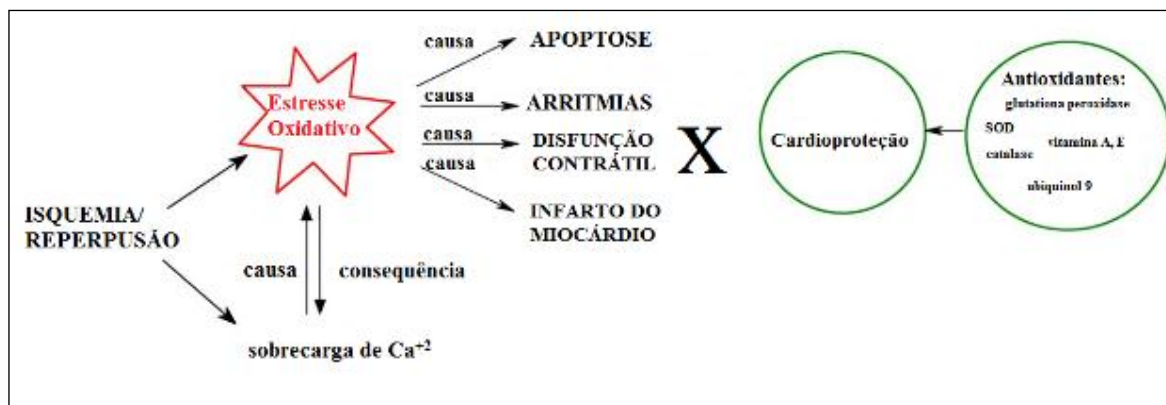 causa
APOPTOSE
Estresse
Oxidativo
causa
ARRITMIAS
causa
DISFUNÇÃO
CONTRÁTIL
causa
INFARTO DO
MIOCÁRDIO
X
Cardioproteção
Antioxidantes:
glutationa peroxidase
SOD
catalase
vitamina A, E
ubiquinol 9
ISQUEMIA/
REPERPUSÃO
causa
consequência
sobrecarga de Ca⁺²